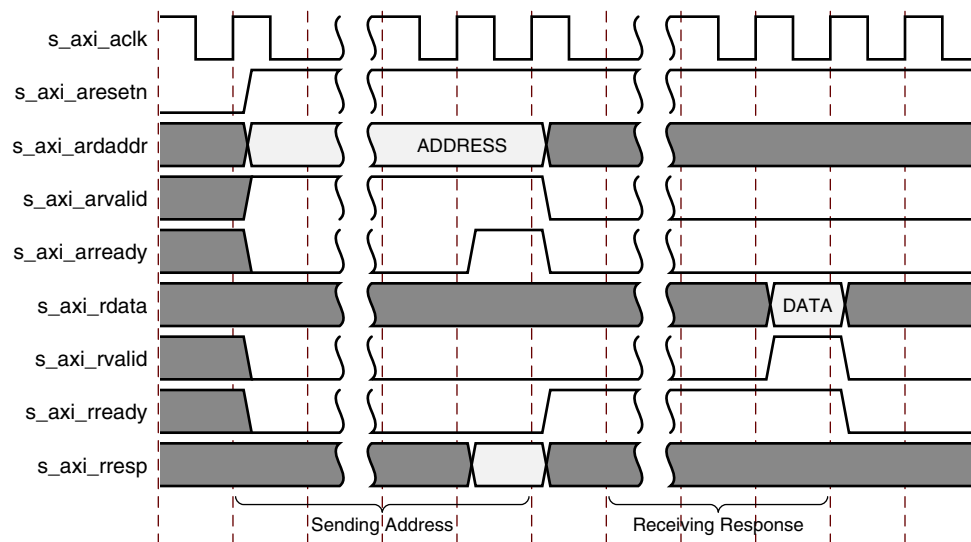 s_axi_aclk
s_axi_aresetn
s_axi_ardaddr
ADDRESS
s_axi_arvalid
s_axi_arready
s_axi_rdata
DATA
s_axi_rvalid
s_axi_rready
s_axi_rresp
Sending Address
Receiving Response